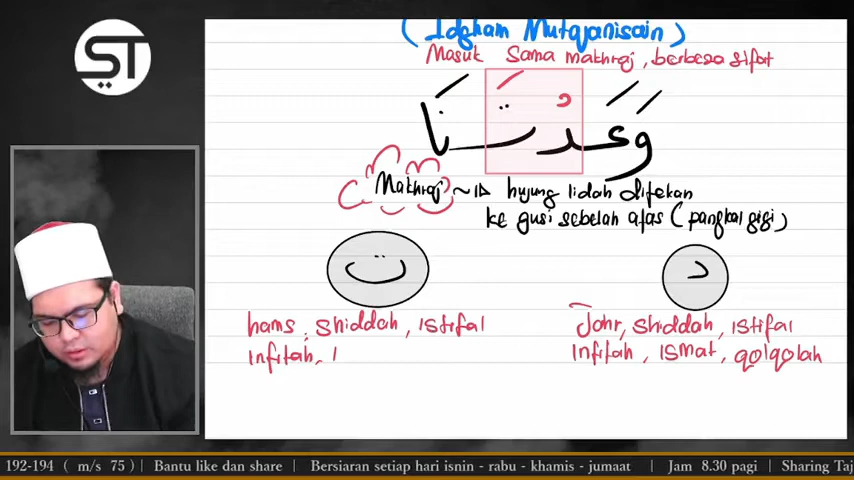 ST
(Idgham Mutajanisain)
Masuk Sama makhraj, berbeza sifat
وَعَدْتَنَا
Makhraj ~→ hujung lidah ditekan
ke gusi sebelah atas (pangkal gigi)
ت
د
hams, shiddah, istifal
Infitah, I
Johr, shiddah, istifal
Infitah, ISmat, qolqolah
192-194 ( m/s 75) | Bantu like dan share | Bersiaran setiap hari isnin - rabu - khamis - jumaat | Jam 8.30 pagi | Sharing Taj